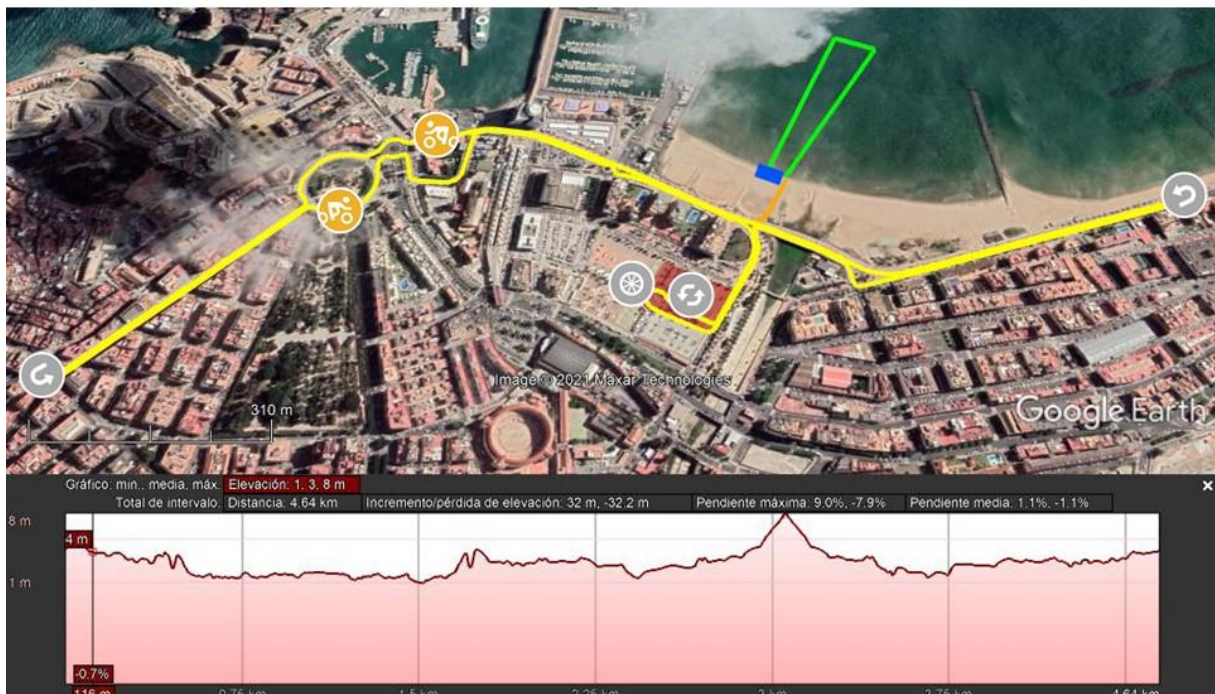 310 m
Image © 2021 Maxar Technologies
Google Earth
Gráfico: mín., media, máx. Elevación: 1, 3, 8 m
Total de intervalo: Distancia: 4.64 km Incremento/pérdida de elevación: 32 m, -32.2 m Pendiente máxima: 9.0%, -7.9% Pendiente media: 1.1%, -1.1%
8 m
4 m
1 m
-0.7%
116 m 0.75 km 1.5 km 2.25 km 3 km 3.75 km 4.64 km